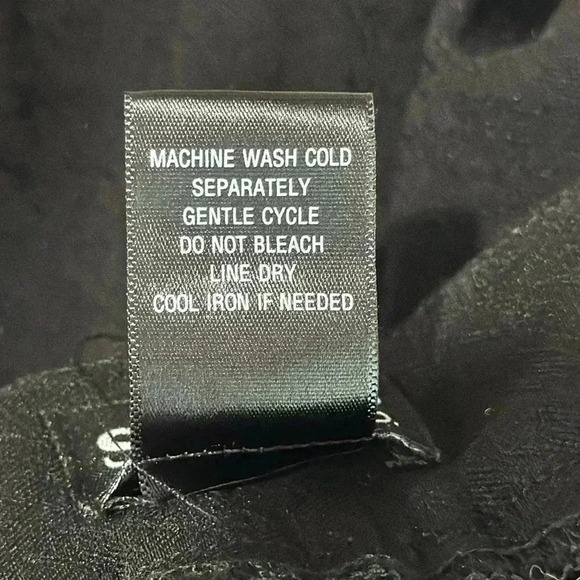 MACHINE WASH COLD
SEPARATELY
GENTLE CYCLE
DO NOT BLEACH
LINE DRY
COOL IRON IF NEEDED